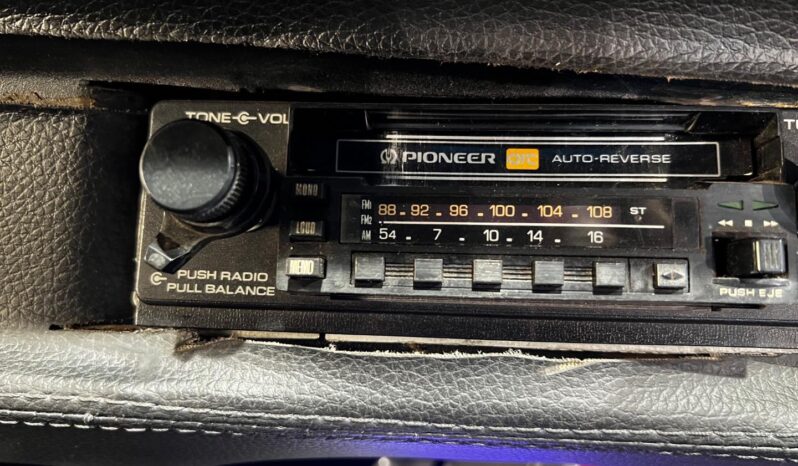 TONE VOL
PIONEER AUTO-REVERSE
MONO
FM1 88 . 92 . 96 . 100 . 104 . 108 ST
FM2
LOUD
AM 54 . 7 . 10 . 14 . 16
MEMO
PUSH RADIO
PULL BALANCE
PUSH EJE